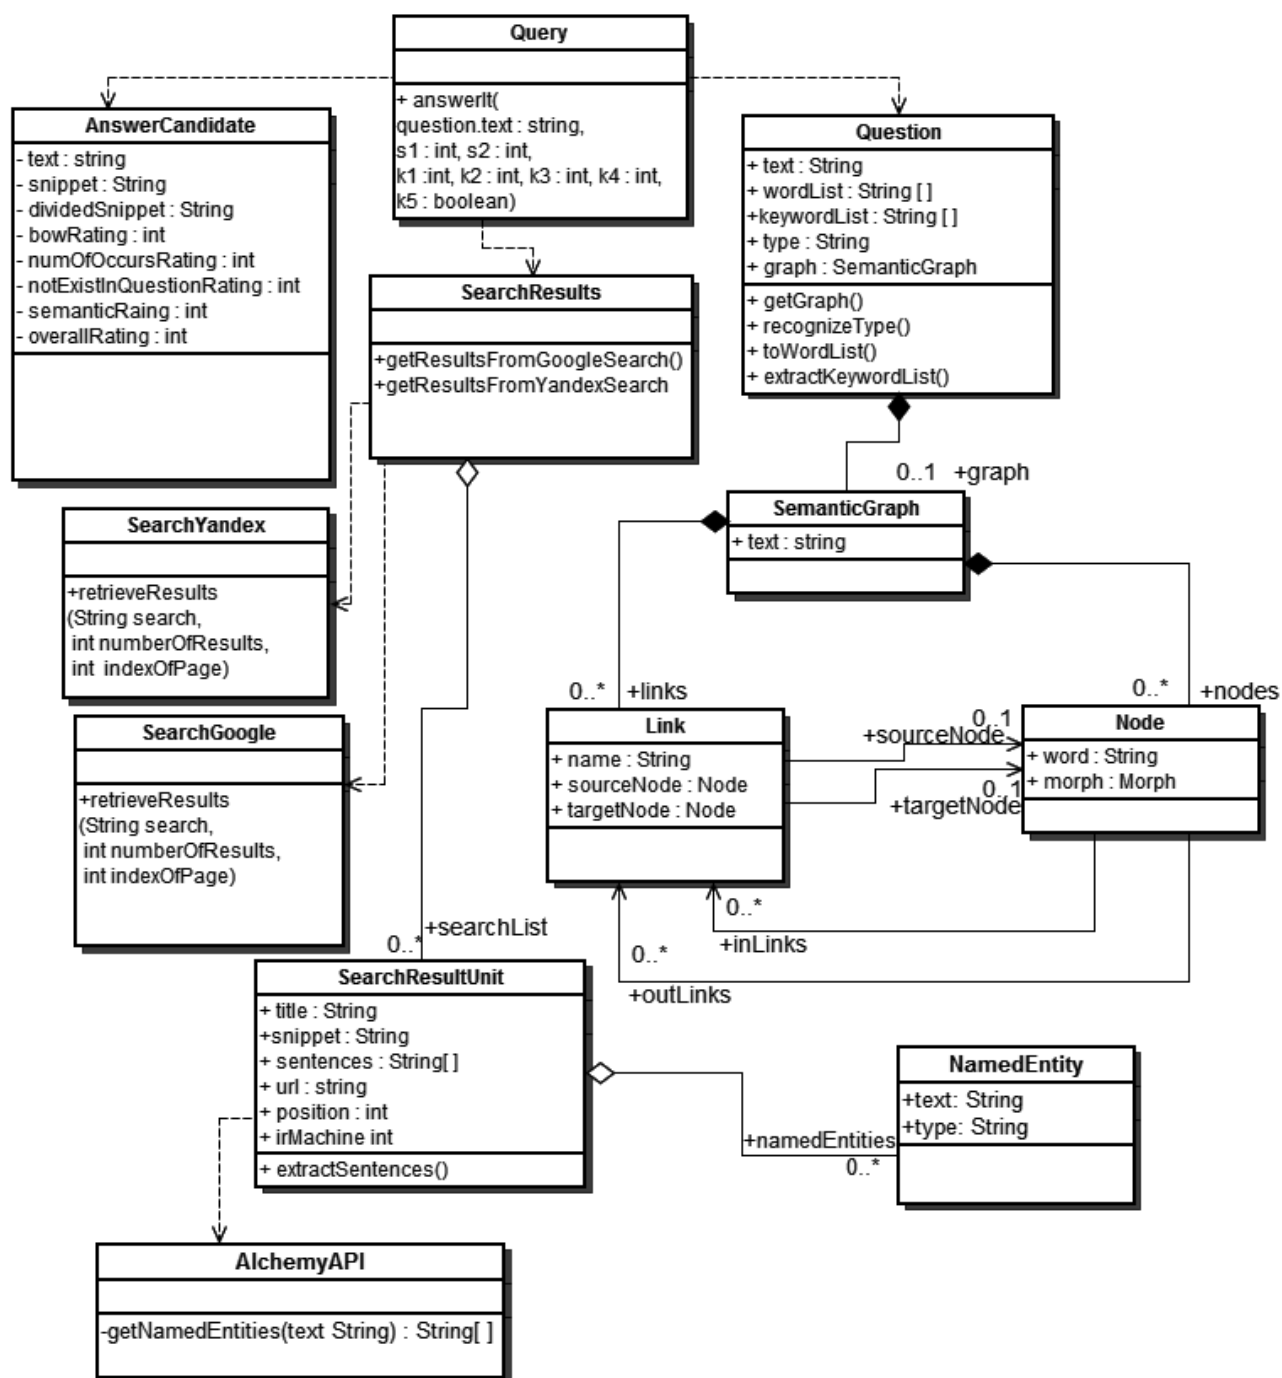 Query
+ answerIt(
question.text : string,
s1 : int, s2 : int,
k1 :int, k2 : int, k3 : int, k4 : int,
k5 : boolean)
AnswerCandidate
- text : string
- snippet : String
- dividedSnippet : String
- bowRating : int
- numOfOccursRating : int
- notExistInQuestionRating : int
- semanticRaing : int
- overallRating : int
Question
+ text : String
+ wordList : String [ ]
+keywordList : String [ ]
+ type : String
+ graph : SemanticGraph
+ getGraph()
+ recognizeType()
+ toWordList()
+ extractKeywordList()
SearchResults
+getResultsFromGoogleSearch()
+getResultsFromYandexSearch
0..1 +graph
SemanticGraph
+ text : string
SearchYandex
+retrieveResults
(String search,
int numberOfResults,
int indexOfPage)
0..* +links
0..* +nodes
SearchGoogle
+retrieveResults
(String search,
int numberOfResults,
int indexOfPage)
Link
+ name : String
+ sourceNode : Node
+ targetNode : Node
0..1
+sourceNode
0..1
+targetNode
Node
+ word : String
+ morph : Morph
0..*
+inLinks
0..*
+outLinks
0..* +searchList
SearchResultUnit
+ title : String
+snippet : String
+ sentences : String[ ]
+ url : string
+ position : int
+ irMachine int
+ extractSentences()
+namedEntities
0..*
NamedEntity
+text: String
+type: String
AlchemyAPI
-getNamedEntities(text String) : String[ ]